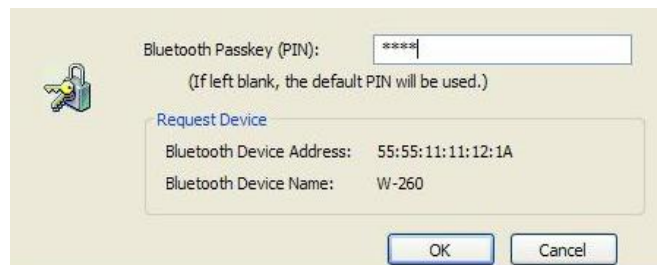 Bluetooth Passkey (PIN): ****
(If left blank, the default PIN will be used.)
Request Device
Bluetooth Device Address: 55:55:11:11:12:1A
Bluetooth Device Name: W-260
OK Cancel